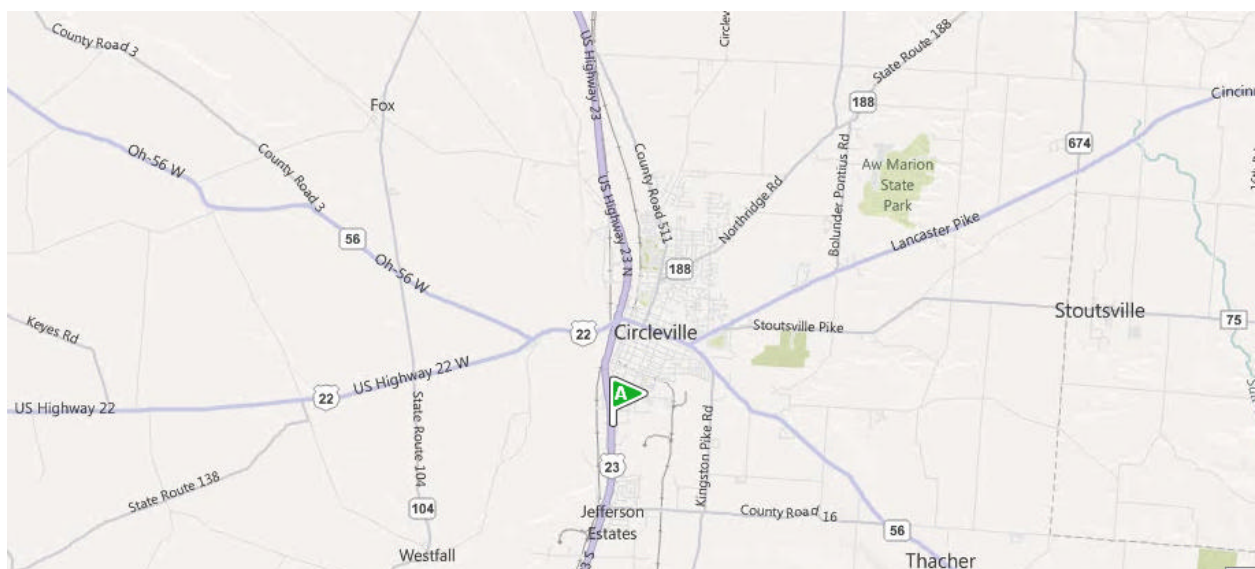 County Road 3
US Highway 23
Circlev
State Route 188
188
Cincinn
Fox
674
Oh-56 W
County Road 3
US Highway 23 N
County Road 511
Northridge Rd
Bolunder Pontius Rd
Aw Marion
State
Park
Lancaster Pike
56
188
Oh-56 W
Stoutsville
75
Keyes Rd
22
Circleville
Stoutsville Pike
US Highway 22 W
US Highway 22
22
A
State Route 104
Kingston Pike Rd
State Route 138
23
104
Jefferson
Estates
County Road 16
56
Westfall
3 S
Thacher